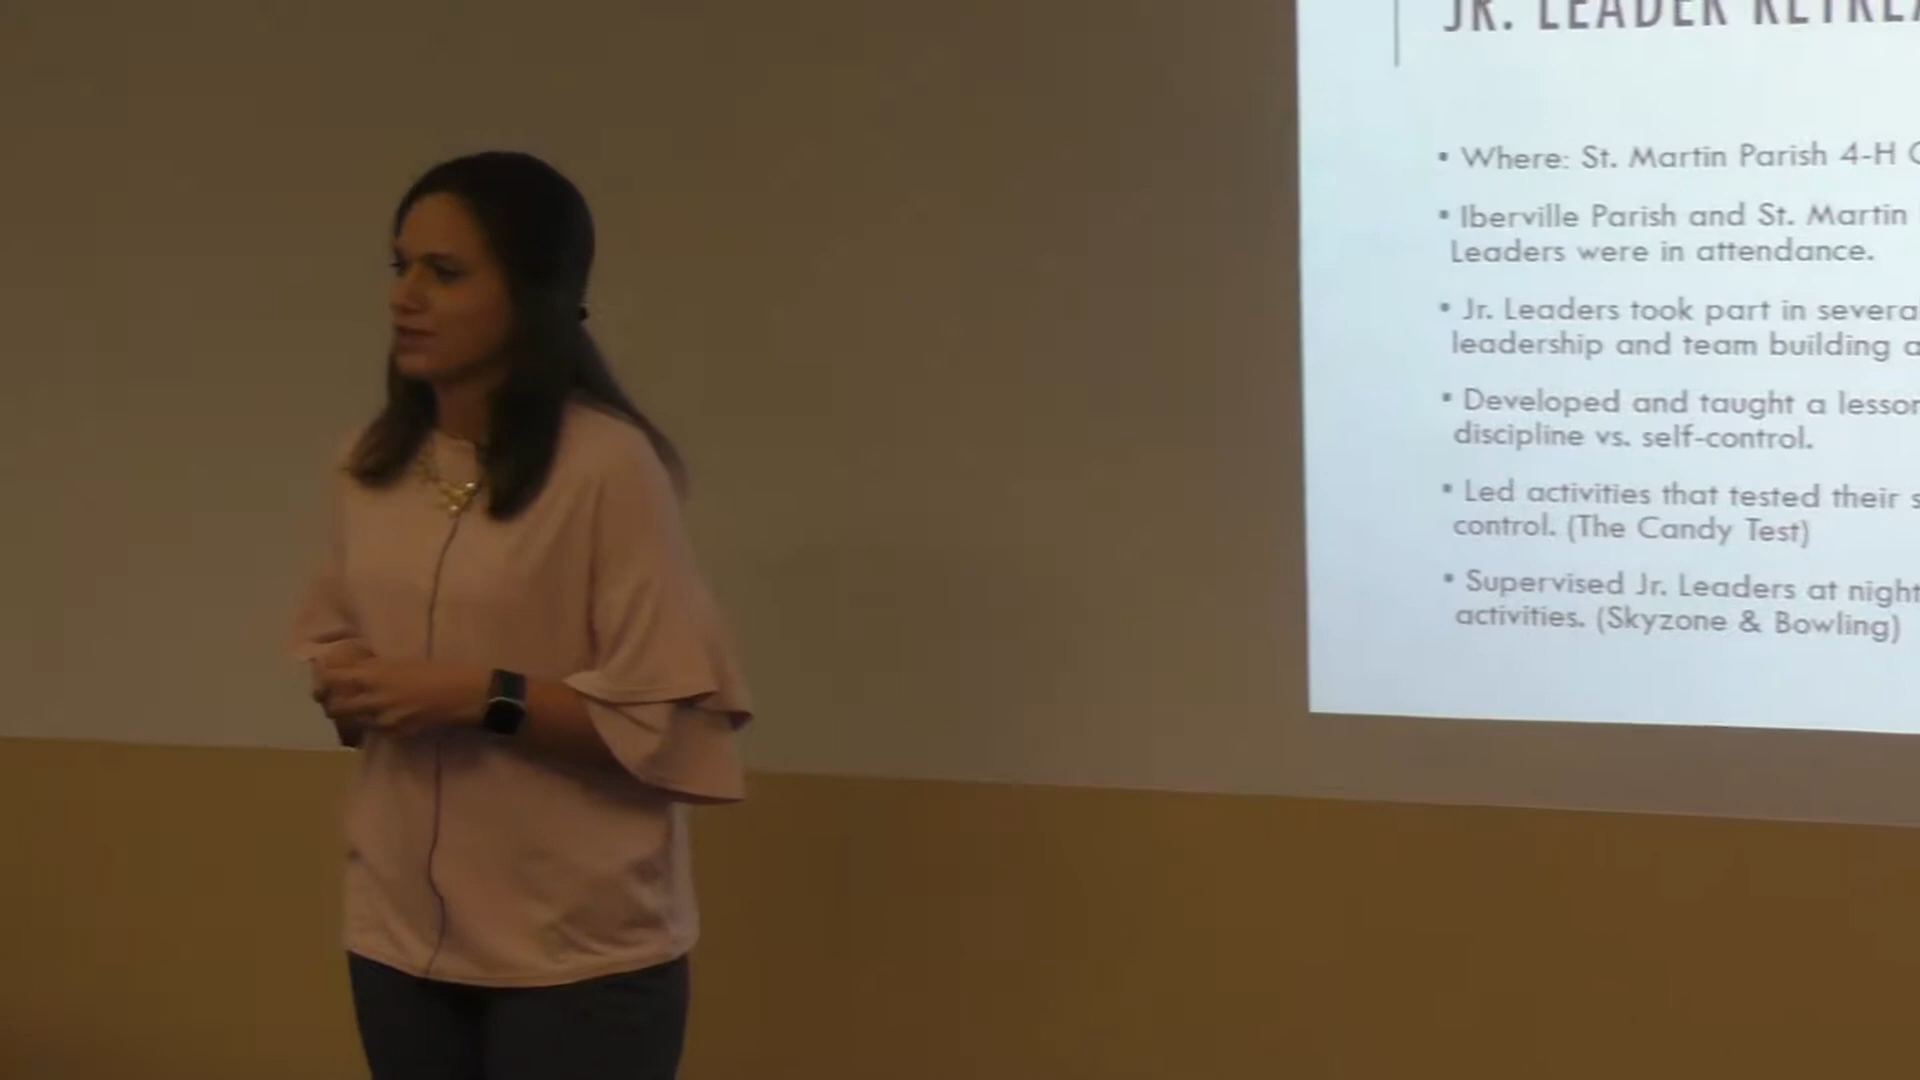 JR. LEADER
• Where: St. Martin Parish 4-H
• Iberville Parish and St. Martin
Leaders were in attendance.
• Jr. Leaders took part in
leadership and team building
• Developed and taught a
discipline vs. self-control.
• Led activities that tested their
control. (The Candy Test)
• Supervised Jr. Leaders at night
activities. (Skyzone & Bowling)